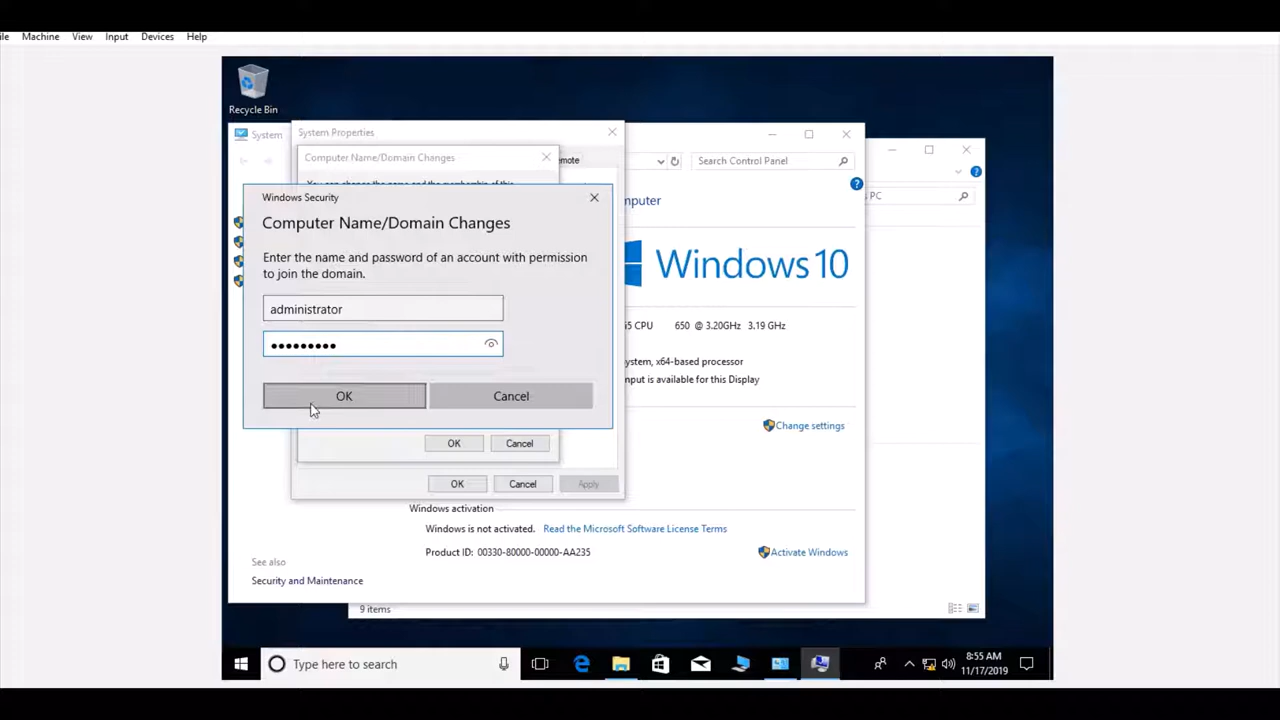 Machine View Input Devices Help
Recycle Bin
System
System Properties
Computer Name/Domain Changes
Search Control Panel
PC
Windows Security
Computer Name/Domain Changes
Enter the name and password of an account with permission
to join the domain.
administrator
•••••••••
OK Cancel
OK Cancel
OK Cancel Apply
Windows 10
CPU 650 @ 3.20GHz 3.19 GHz
x64-based processor
is available for this Display
Change settings
Windows activation
Windows is not activated. Read the Microsoft Software License Terms
Product ID: 00330-80000-00000-AA235
Activate Windows
See also
Security and Maintenance
9 items
Type here to search
8:55 AM
11/17/2019